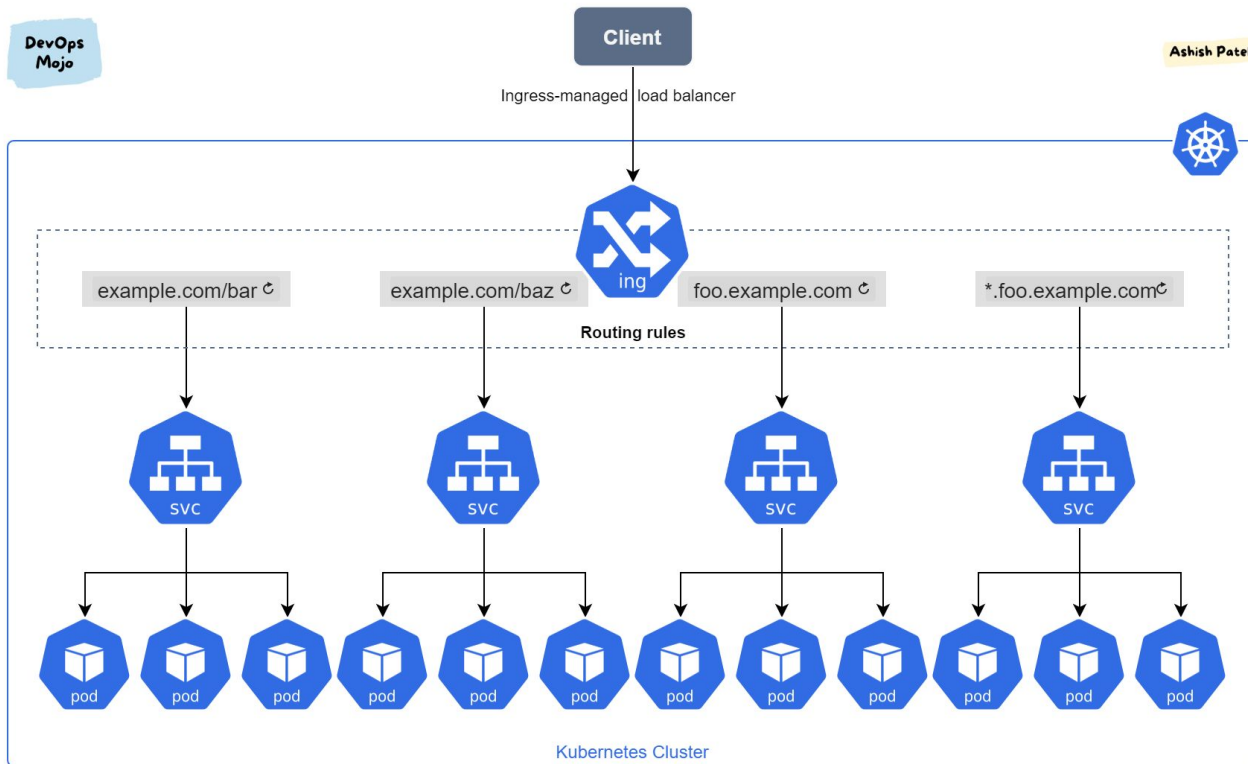 DevOps
Mojo
Client
Ashish Patel
Ingress-managed load balancer
ing
example.com/bar
example.com/baz
foo.example.com
*.foo.example.com
Routing rules
svc
svc
svc
svc
pod
pod
pod
pod
pod
pod
pod
pod
pod
pod
pod
pod
Kubernetes Cluster